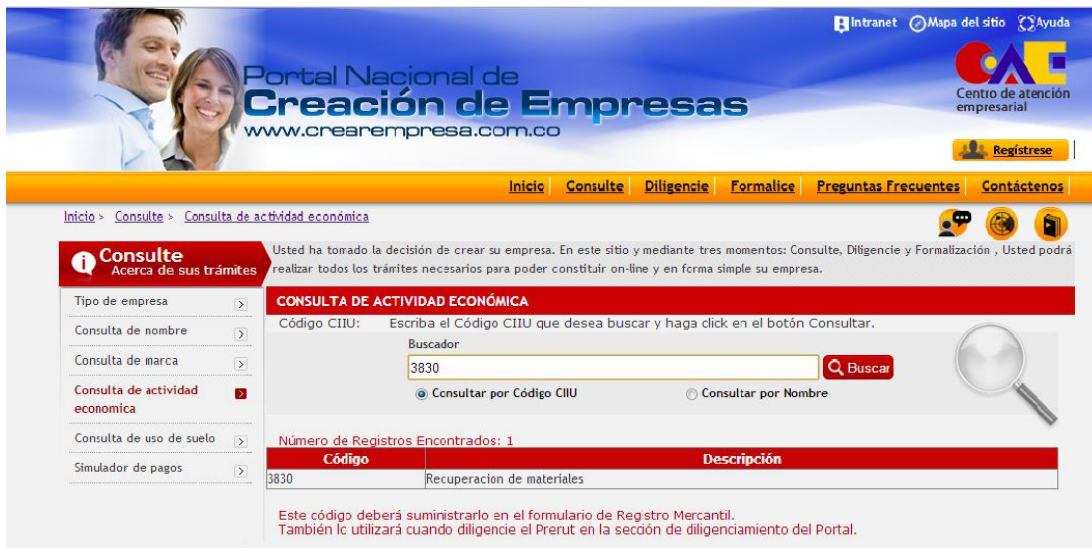 Intranet Mapa del sitio Ayuda
Portal Nacional de
Creación de Empresas
www.crearempresa.com.co
CAE
Centro de atención
empresarial
Regístrese
Inicio Consulte Diligencie Formalice Preguntas Frecuentes Contáctenos
Inicio > Consulte > Consulta de actividad económica
Consulte
Acerca de sus trámites
Usted ha tomado la decisión de crear su empresa. En este sitio y mediante tres momentos: Consulte, Diligencie y Formalización , Usted podrá
realizar todos los trámites necesarios para poder constituir on-line y en forma simple su empresa.
Tipo de empresa
Consulta de nombre
Consulta de marca
Consulta de actividad
economica
Consulta de uso de suelo
Simulador de pagos
CONSULTA DE ACTIVIDAD ECONÓMICA
Código CIIU: Escriba el Código CIIU que desea buscar y haga click en el botón Consultar.
Buscador
3830 Buscar
Consultar por Código CIIU Consultar por Nombre
Número de Registros Encontrados: 1
Código Descripción
3830 Recuperacion de materiales
Este código deberá suministrarlo en el formulario de Registro Mercantil.
También lo utilizará cuando diligencie el Prerut en la sección de diligenciamiento del Portal.